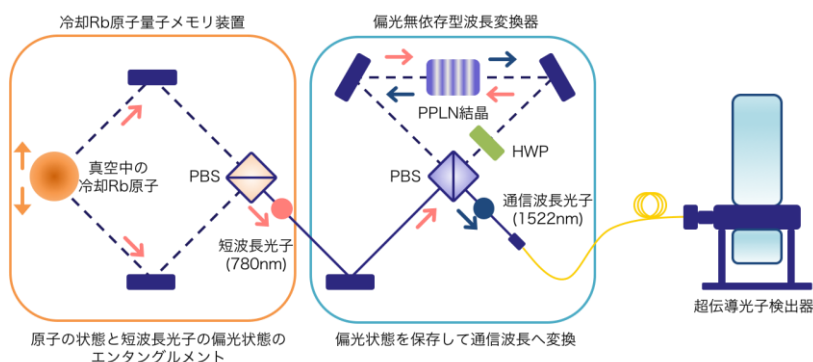 冷却Rb原子量子メモリ装置
偏光無依存型波長変換器
PPLN結晶
HWP
真空中の
冷却Rb原子
PBS
PBS
通信波長光子
(1522nm)
短波長光子
(780nm)
超伝導光子検出器
原子の状態と短波長光子の偏光状態の
エンタングルメント
偏光状態を保存して通信波長へ変換